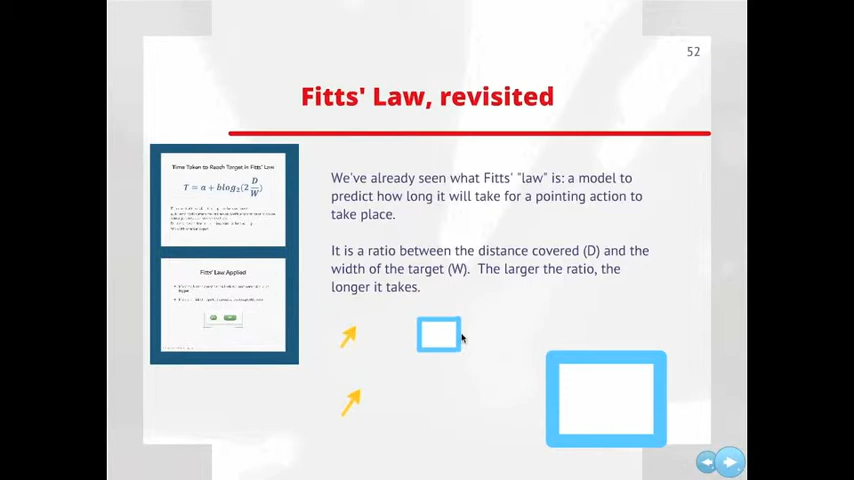 52
Fitts' Law, revisited
Time Taken to Reach Target in Fitts' Law
T = a + blog₂(2 D/W)
Fitts' Law Applied
We've already seen what Fitts' "law" is: a model to
predict how long it will take for a pointing action to
take place.
It is a ratio between the distance covered (D) and the
width of the target (W). The larger the ratio, the
longer it takes.